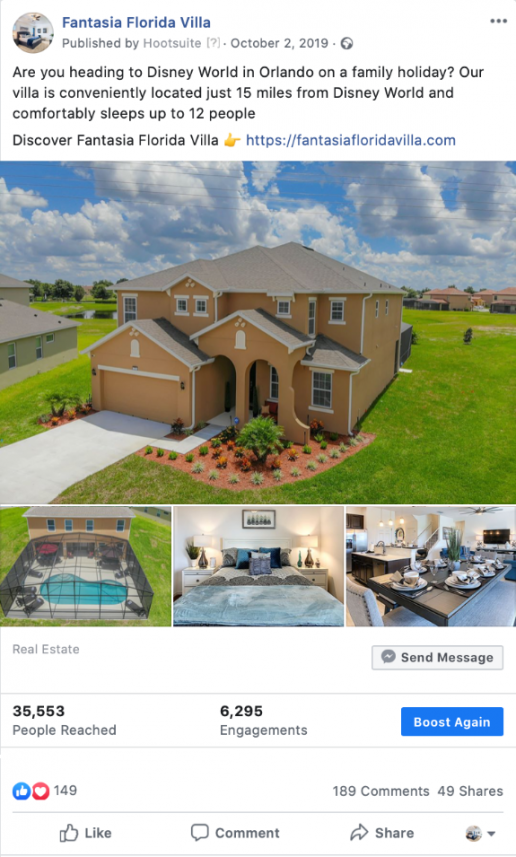 Fantasia Florida Villa
Published by Hootsuite [?] · October 2, 2019 ·
Are you heading to Disney World in Orlando on a family holiday? Our
villa is conveniently located just 15 miles from Disney World and
comfortably sleeps up to 12 people
Discover Fantasia Florida Villa 👉 https://fantasiafloridavilla.com
Real Estate
Send Message
35,553
People Reached
6,295
Engagements
Boost Again
149
189 Comments 49 Shares
Like
Comment
Share